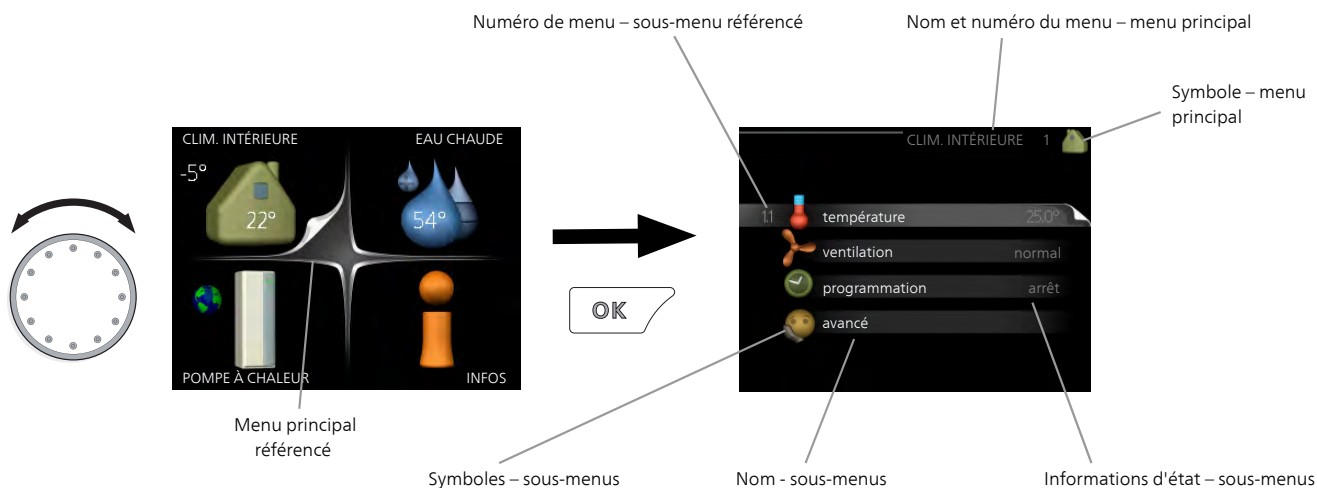 Numéro de menu – sous-menu référencé
Nom et numéro du menu – menu principal
Symbole – menu
principal
CLIM. INTÉRIEURE
EAU CHAUDE
-5°
22°
54°
POMPE À CHALEUR
INFOS
Menu principal
référencé
OK
CLIM. INTÉRIEURE 1
1.1 température 25.0°
ventilation normal
programmation arrêt
avancé
Symboles – sous-menus
Nom - sous-menus
Informations d'état – sous-menus